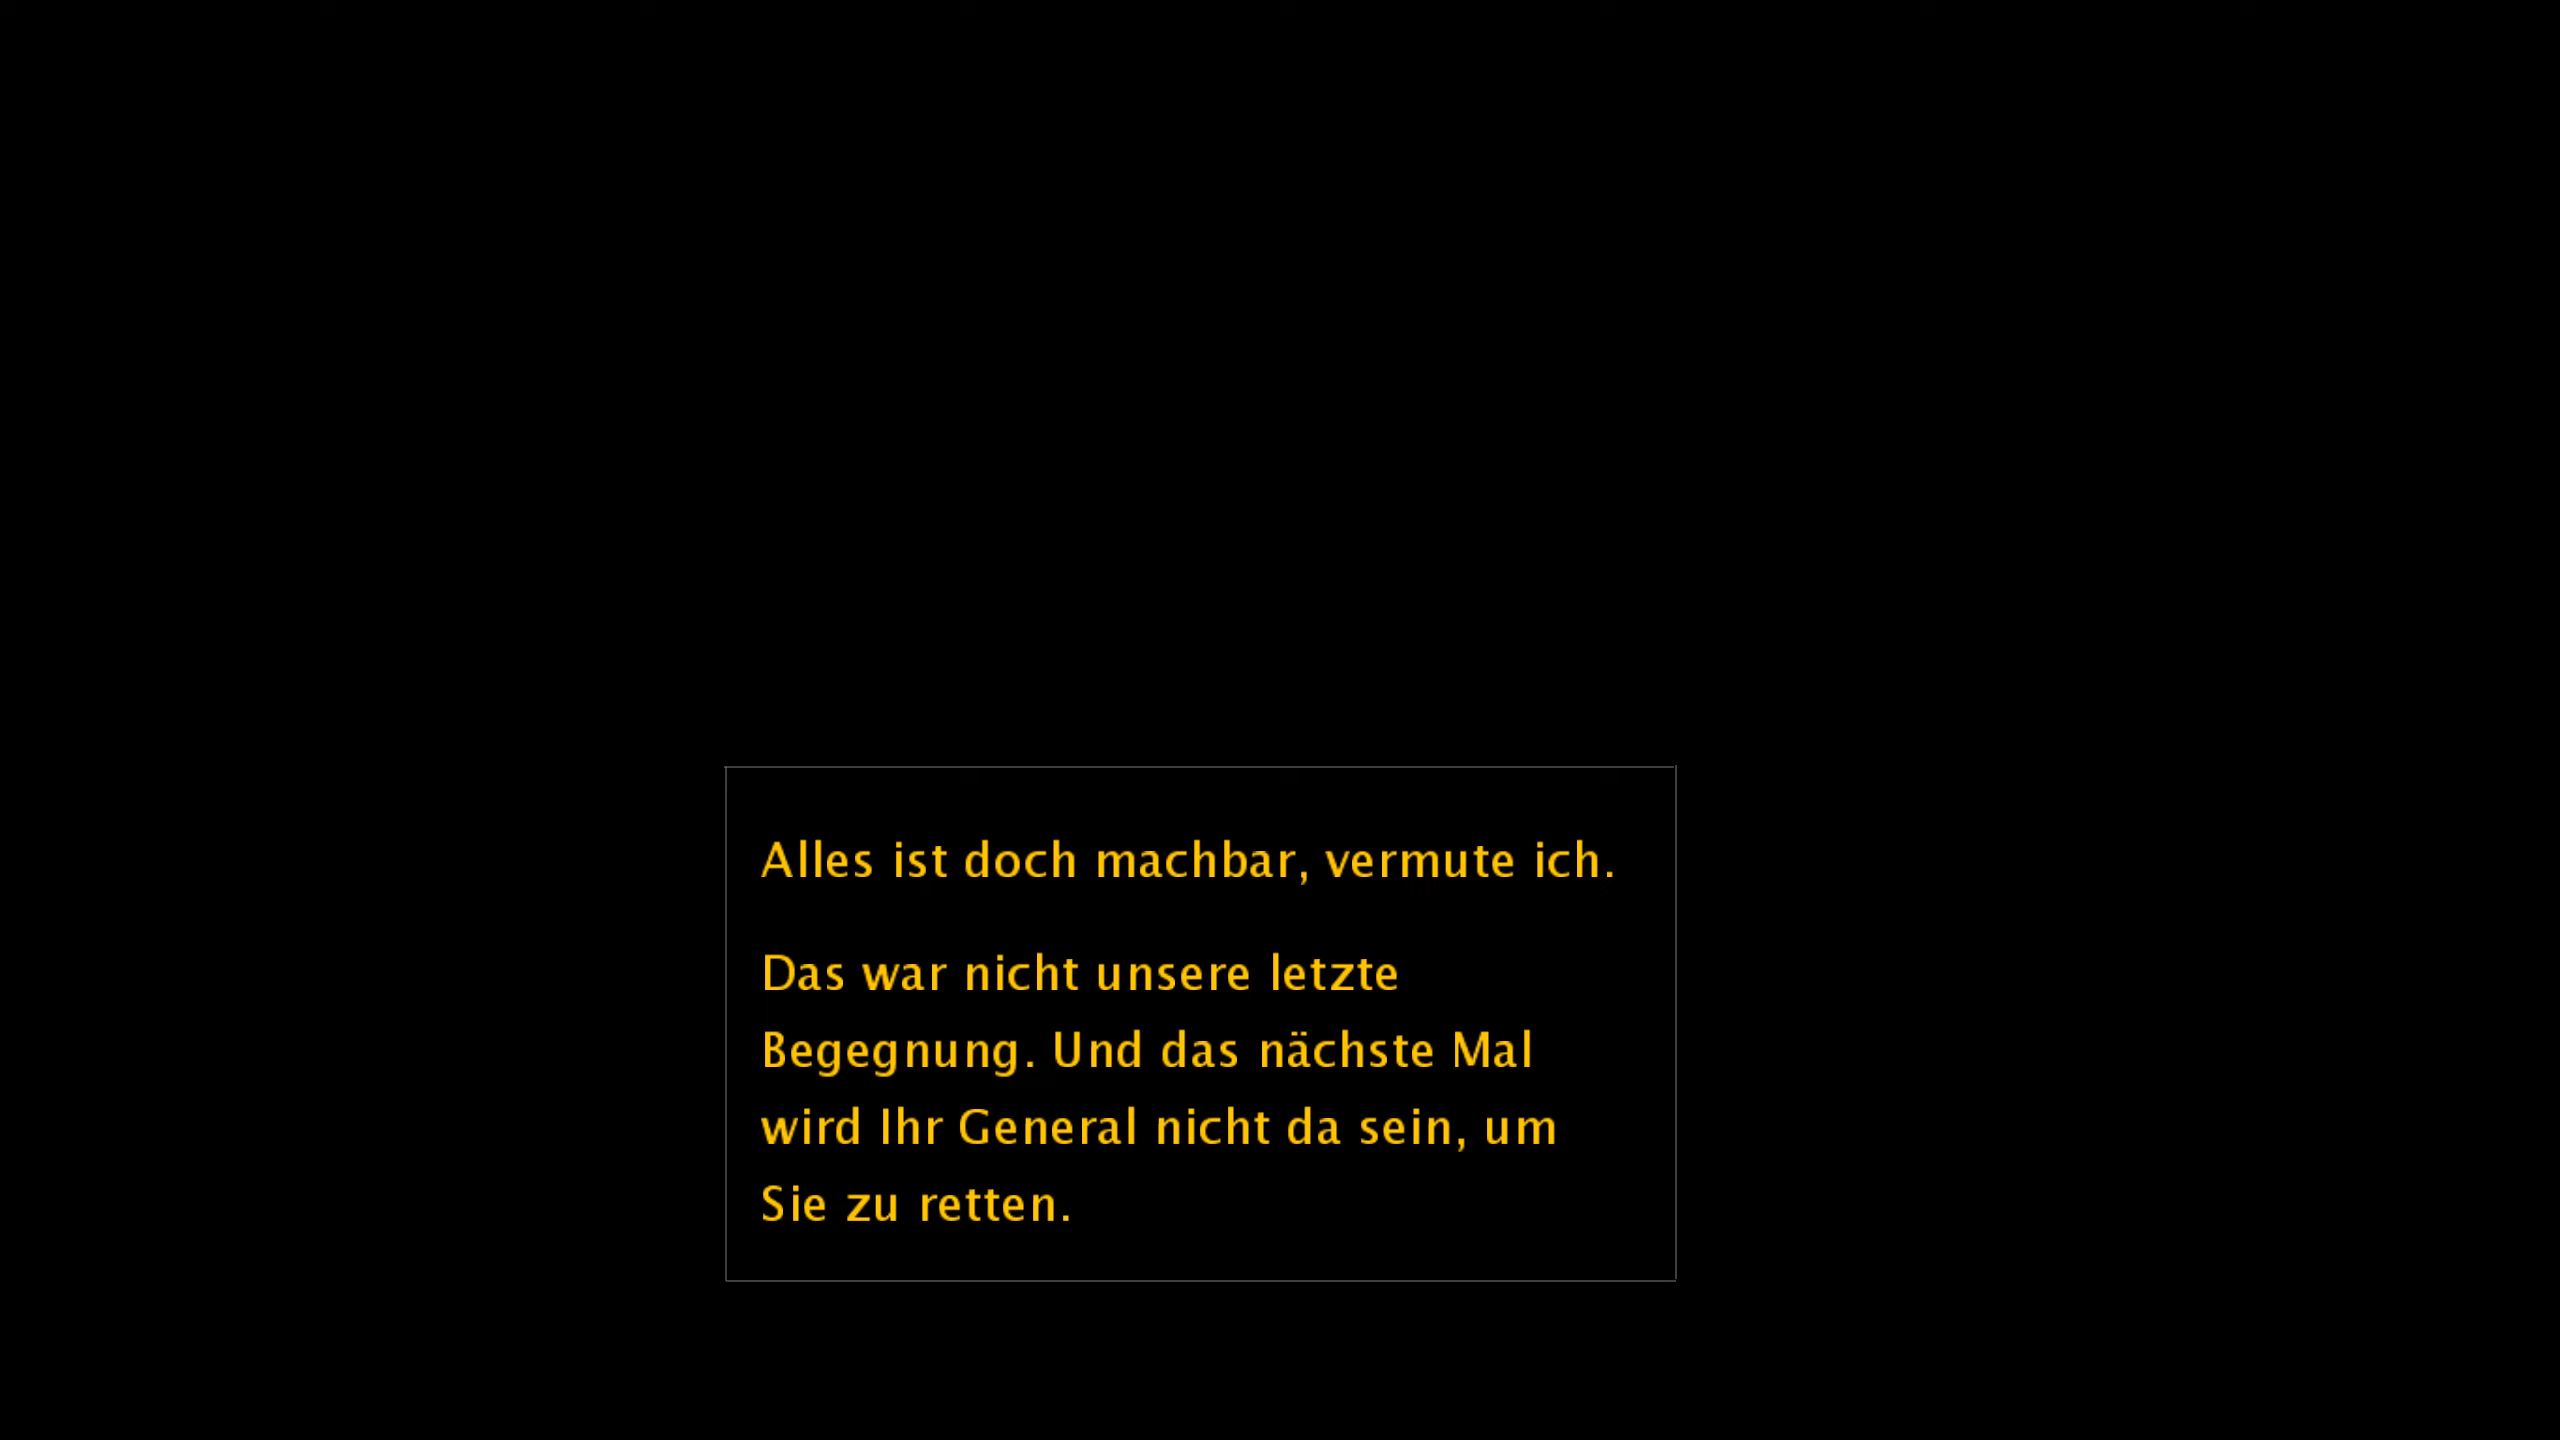 Alles ist doch machbar, vermute ich.
Das war nicht unsere letzte
Begegnung. Und das nächste Mal
wird Ihr General nicht da sein, um
Sie zu retten.